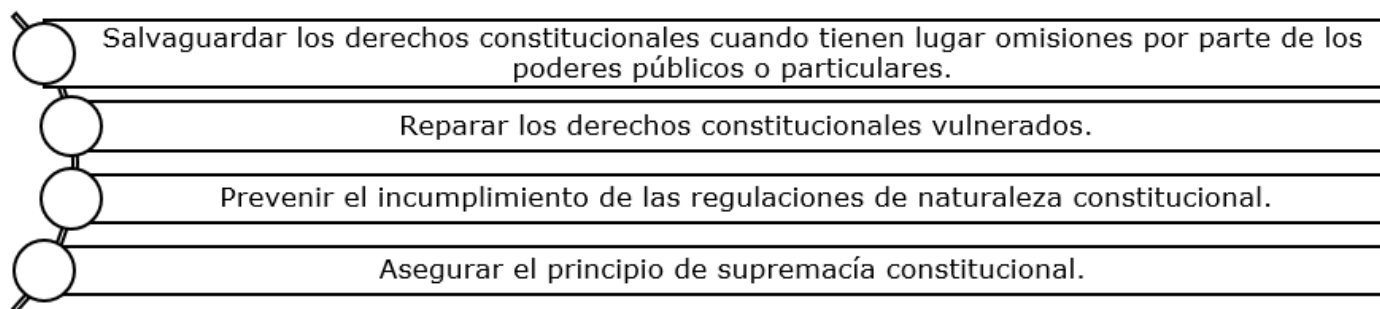 Salvaguardar los derechos constitucionales cuando tienen lugar omisiones por parte de los
poderes públicos o particulares.
Reparar los derechos constitucionales vulnerados.
Prevenir el incumplimiento de las regulaciones de naturaleza constitucional.
Asegurar el principio de supremacía constitucional.